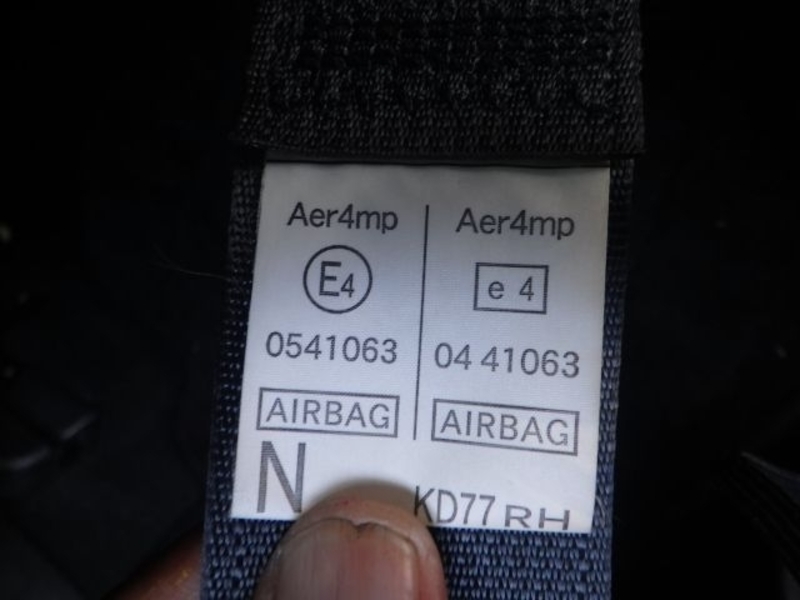 Aer4mp
E4
0541063
AIRBAG
Aer4mp
e 4
04 41063
AIRBAG
N
KD77 RH